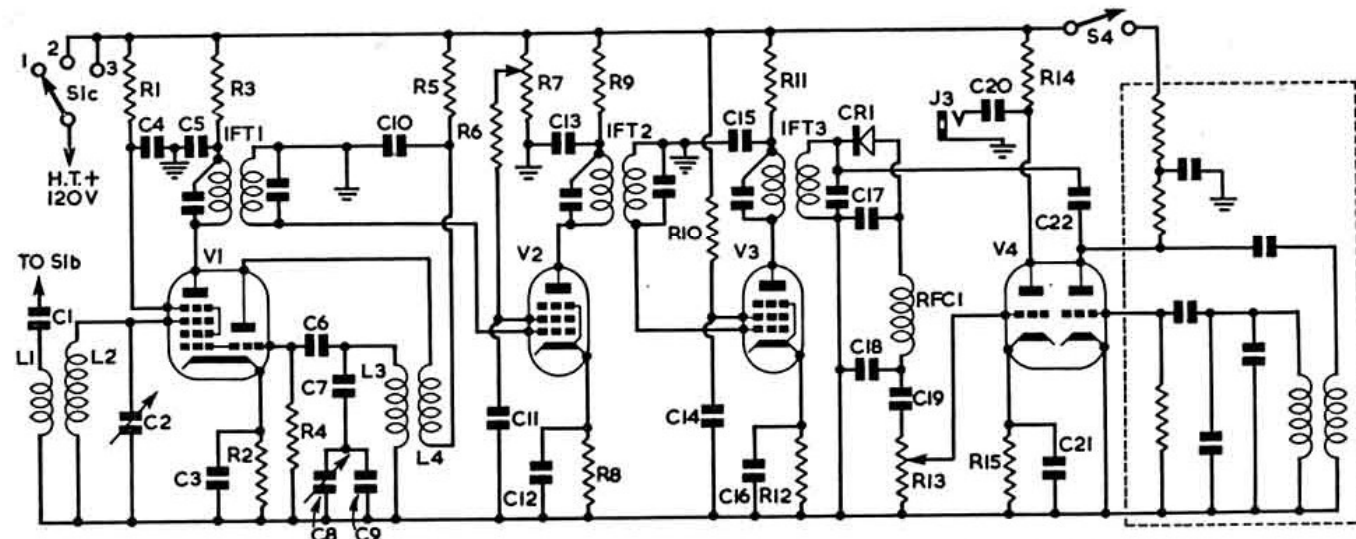 1
2
3
S1c
H.T.+
120V
R1
R3
C4
C5
IFT1
C10
R5
R6
R7
R9
C13
IFT2
C15
R11
IFT3
CR1
C17
R10
J3
C20
R14
S4
C22
TO S1b
C1
L1
L2
C2
V1
C3
R2
R4
C6
C7
C8
C9
L3
L4
V2
C11
C12
R8
V3
C14
C16
R12
RFC1
C18
C19
R13
V4
R15
C21